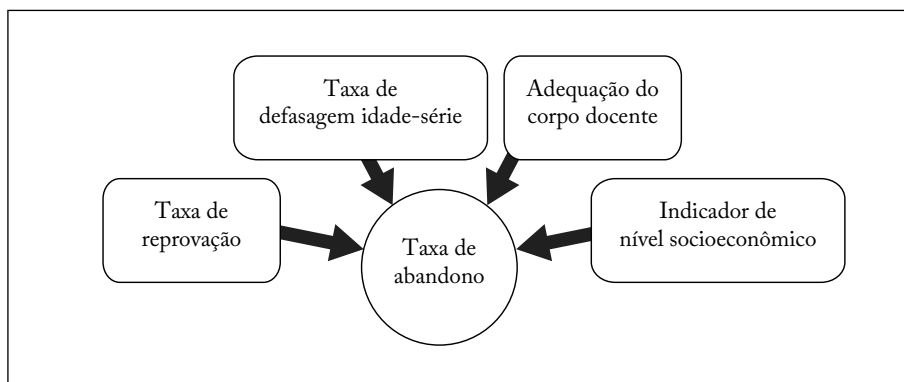 Taxa de
defasagem idade-série
Adequação do
corpo docente
Taxa de
reprovação
Indicador de
nível socioeconômico
Taxa de
abandono